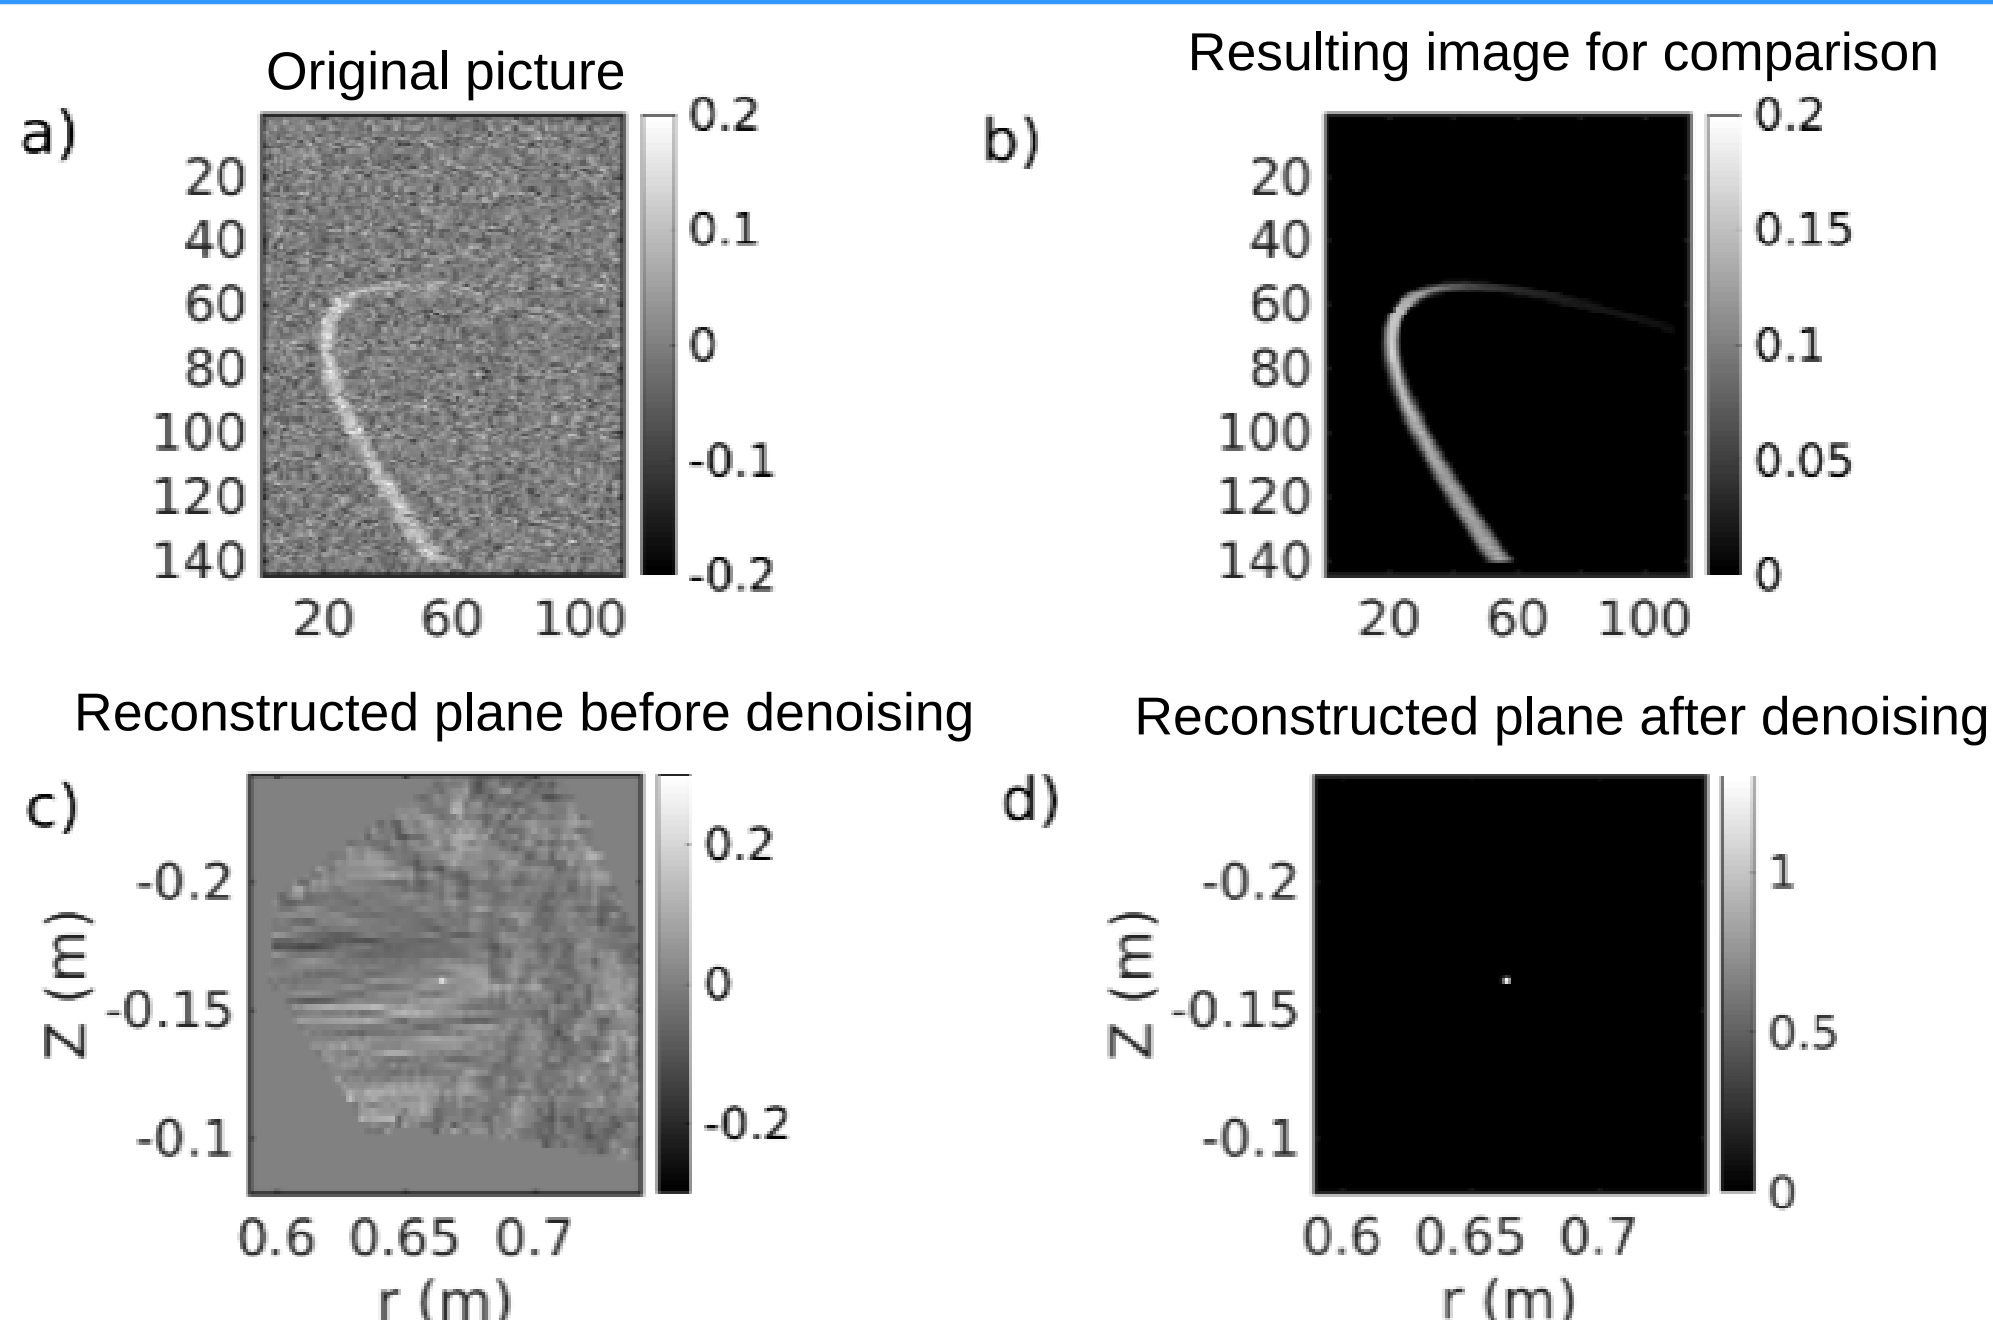 Original picture
a)
0.2
0.1
0
-0.1
-0.2
20
40
60
80
100
120
140
20 60 100
Resulting image for comparison
b)
0.2
0.15
0.1
0.05
0
20
40
60
80
100
120
140
20 60 100
Reconstructed plane before denoising
c)
0.2
0
-0.2
Z (m)
-0.2
-0.15
-0.1
0.6 0.65 0.7
r (m)
Reconstructed plane after denoising
d)
1
0.5
0
Z (m)
-0.2
-0.15
-0.1
0.6 0.65 0.7
r (m)